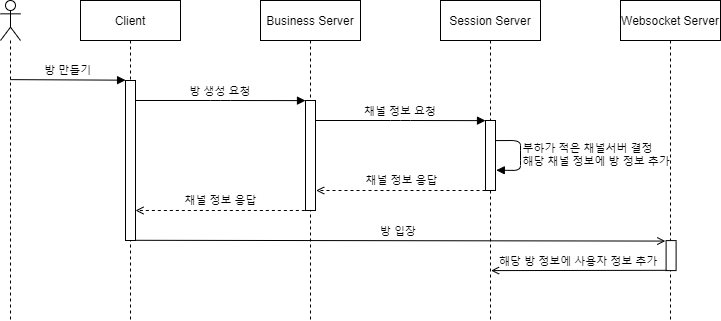 Client
Business Server
Session Server
Websocket Server
방 만들기
방 생성 요청
채널 정보 요청
부하가 적은 채널서버 결정
해당 채널 정보에 방 정보 추가
채널 정보 응답
채널 정보 응답
방 입장
해당 방 정보에 사용자 정보 추가